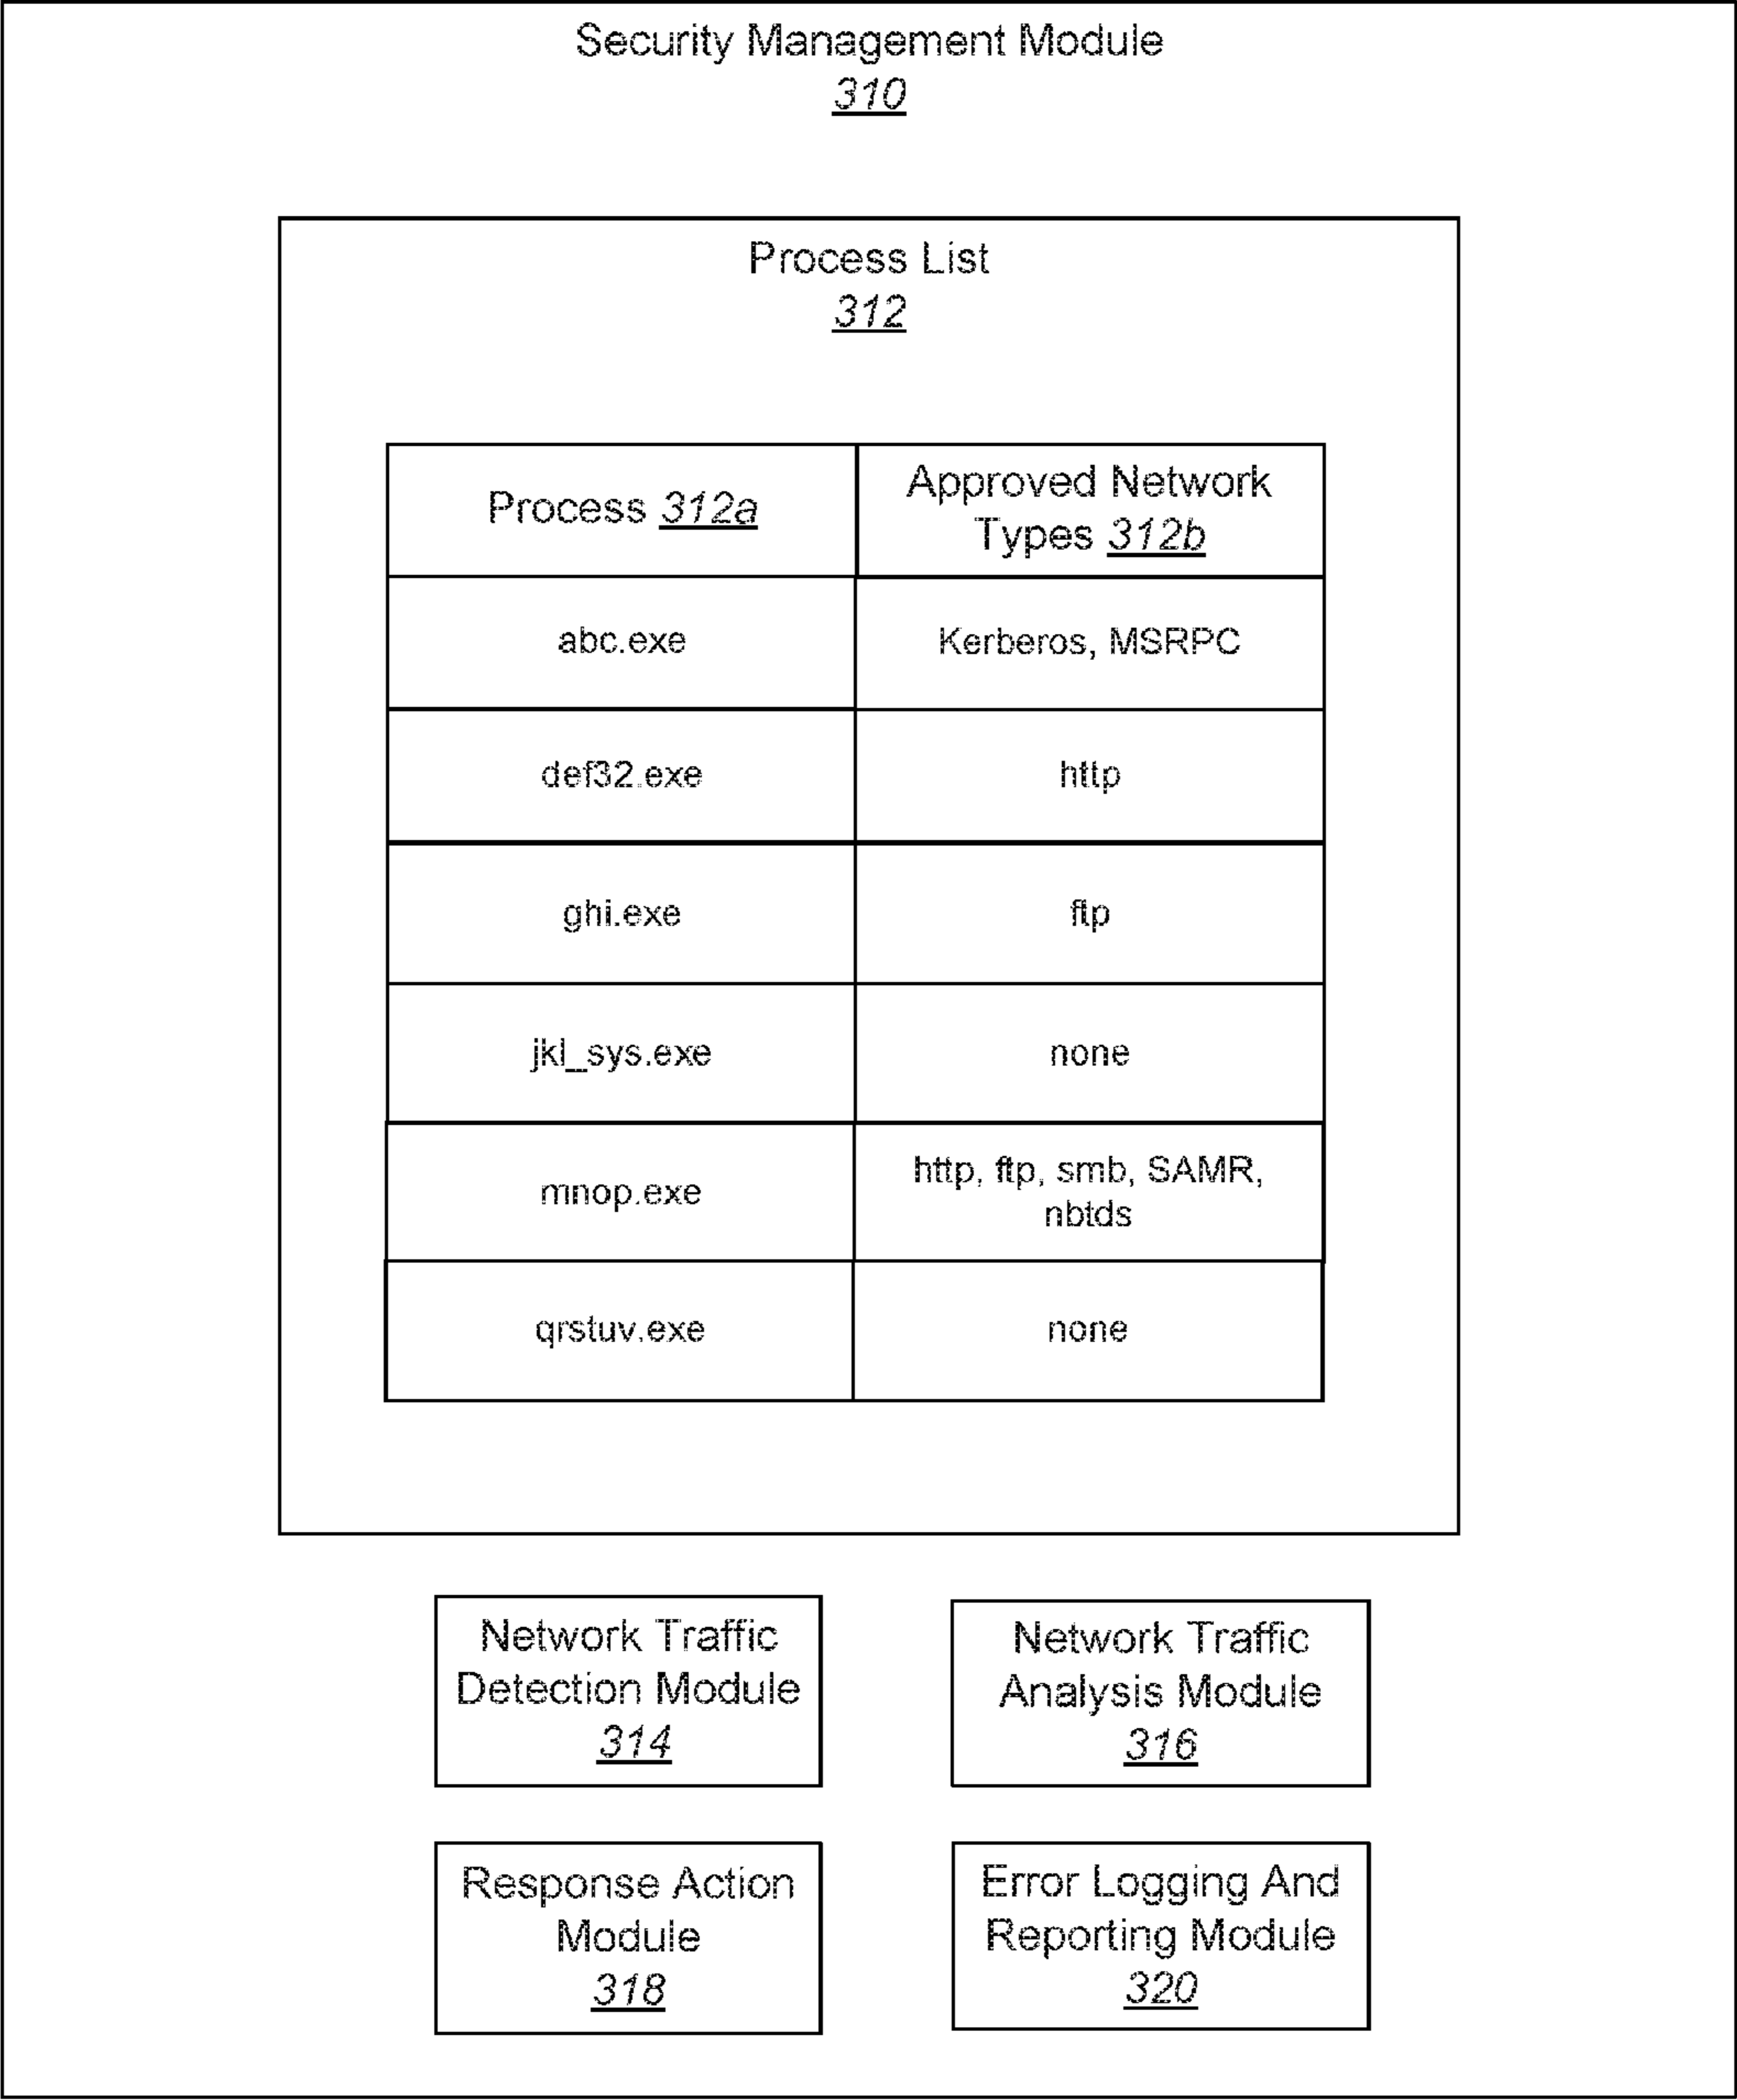 Security Management Module
310
Process List
312
Process 312a
Approved Network
Types 312b
abc.exe
Kerberos, MSRPC
def32.exe
http
ghi.exe
ftp
jkl_sys.exe
none
mnop.exe
http, ftp, smb, SAMR,
nbtds
qrstuv.exe
none
Network Traffic
Detection Module
314
Network Traffic
Analysis Module
316
Response Action
Module
318
Error Logging And
Reporting Module
320